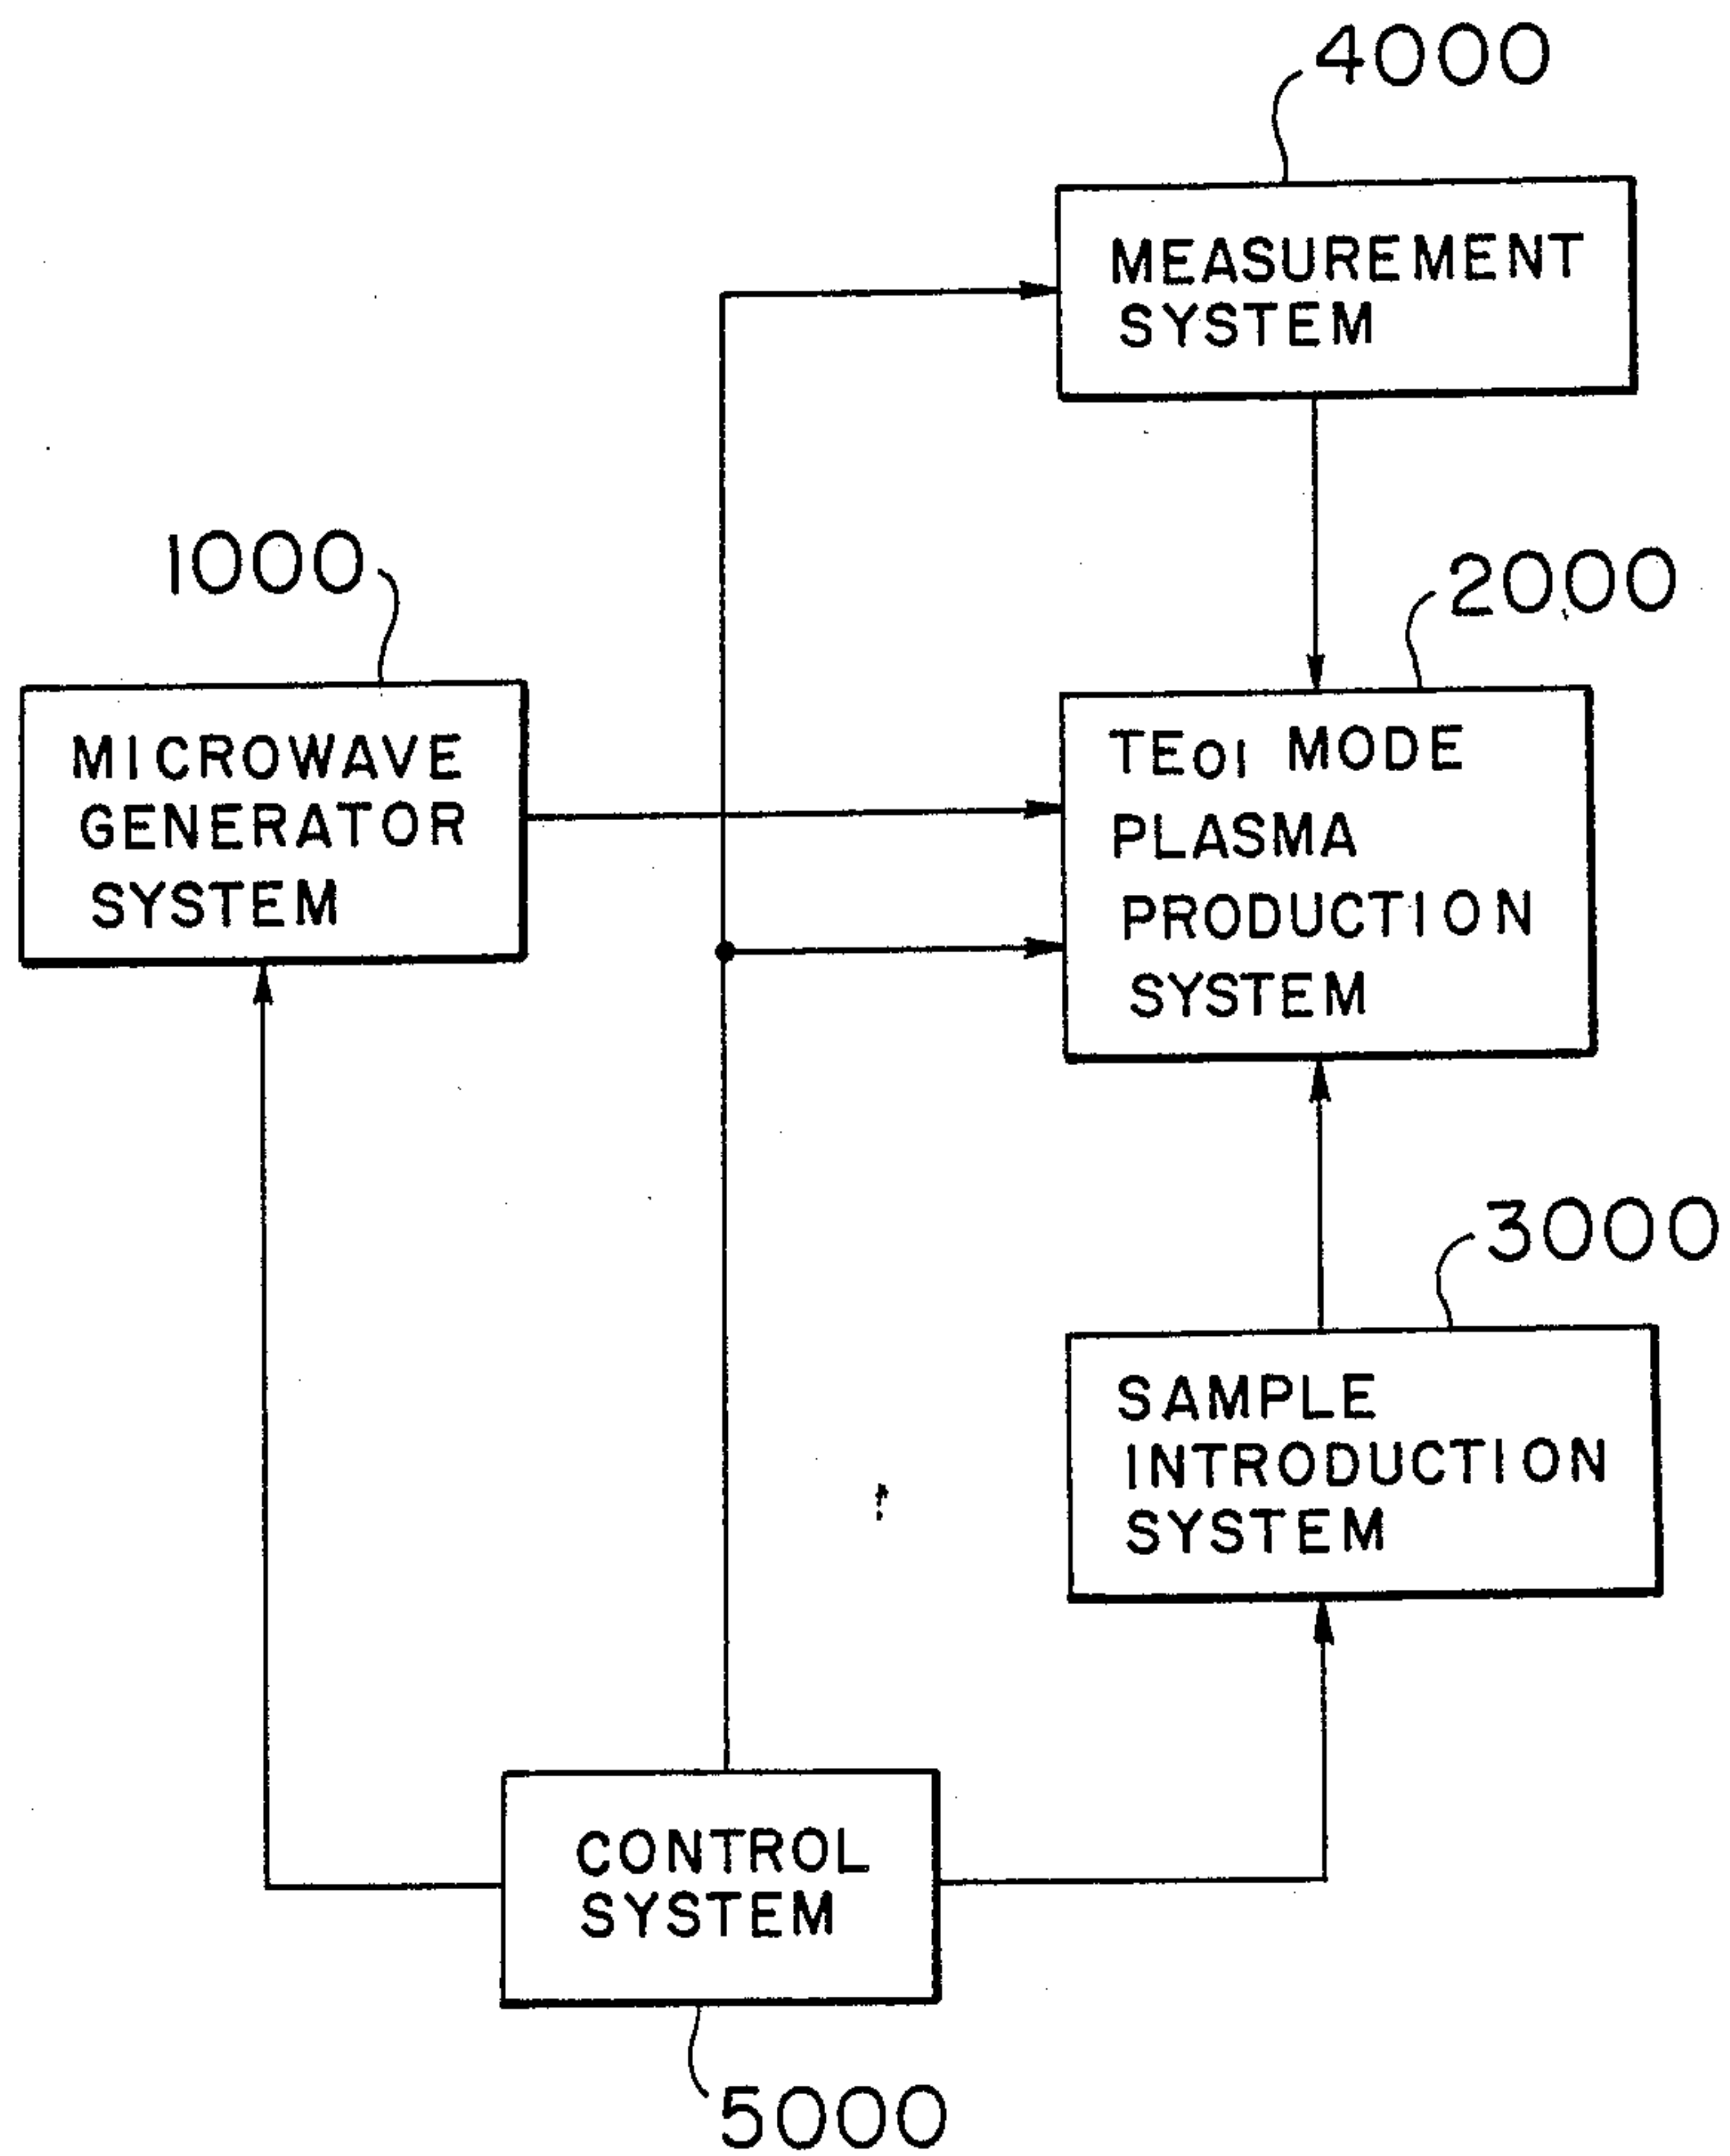 4000
MEASUREMENT
SYSTEM
1000
2000
MICROWAVE
GENERATOR
SYSTEM
TE01 MODE
PLASMA
PRODUCTION
SYSTEM
3000
SAMPLE
INTRODUCTION
SYSTEM
CONTROL
SYSTEM
5000